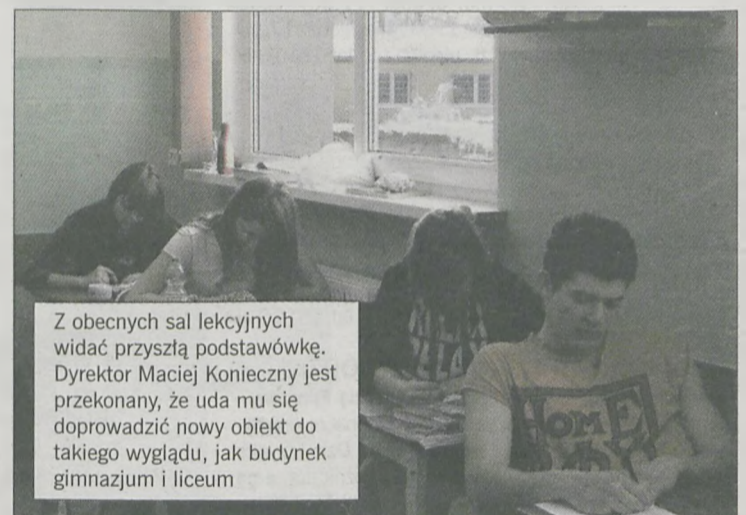 Z obecnych sal lekcyjnych
widać przyszłą podstawówkę.
Dyrektor Maciej Konieczny jest
przekonany, że uda mu się
doprowadzić nowy obiekt do
takiego wyglądu, jak budynek
gimnazjum i liceum
HOME